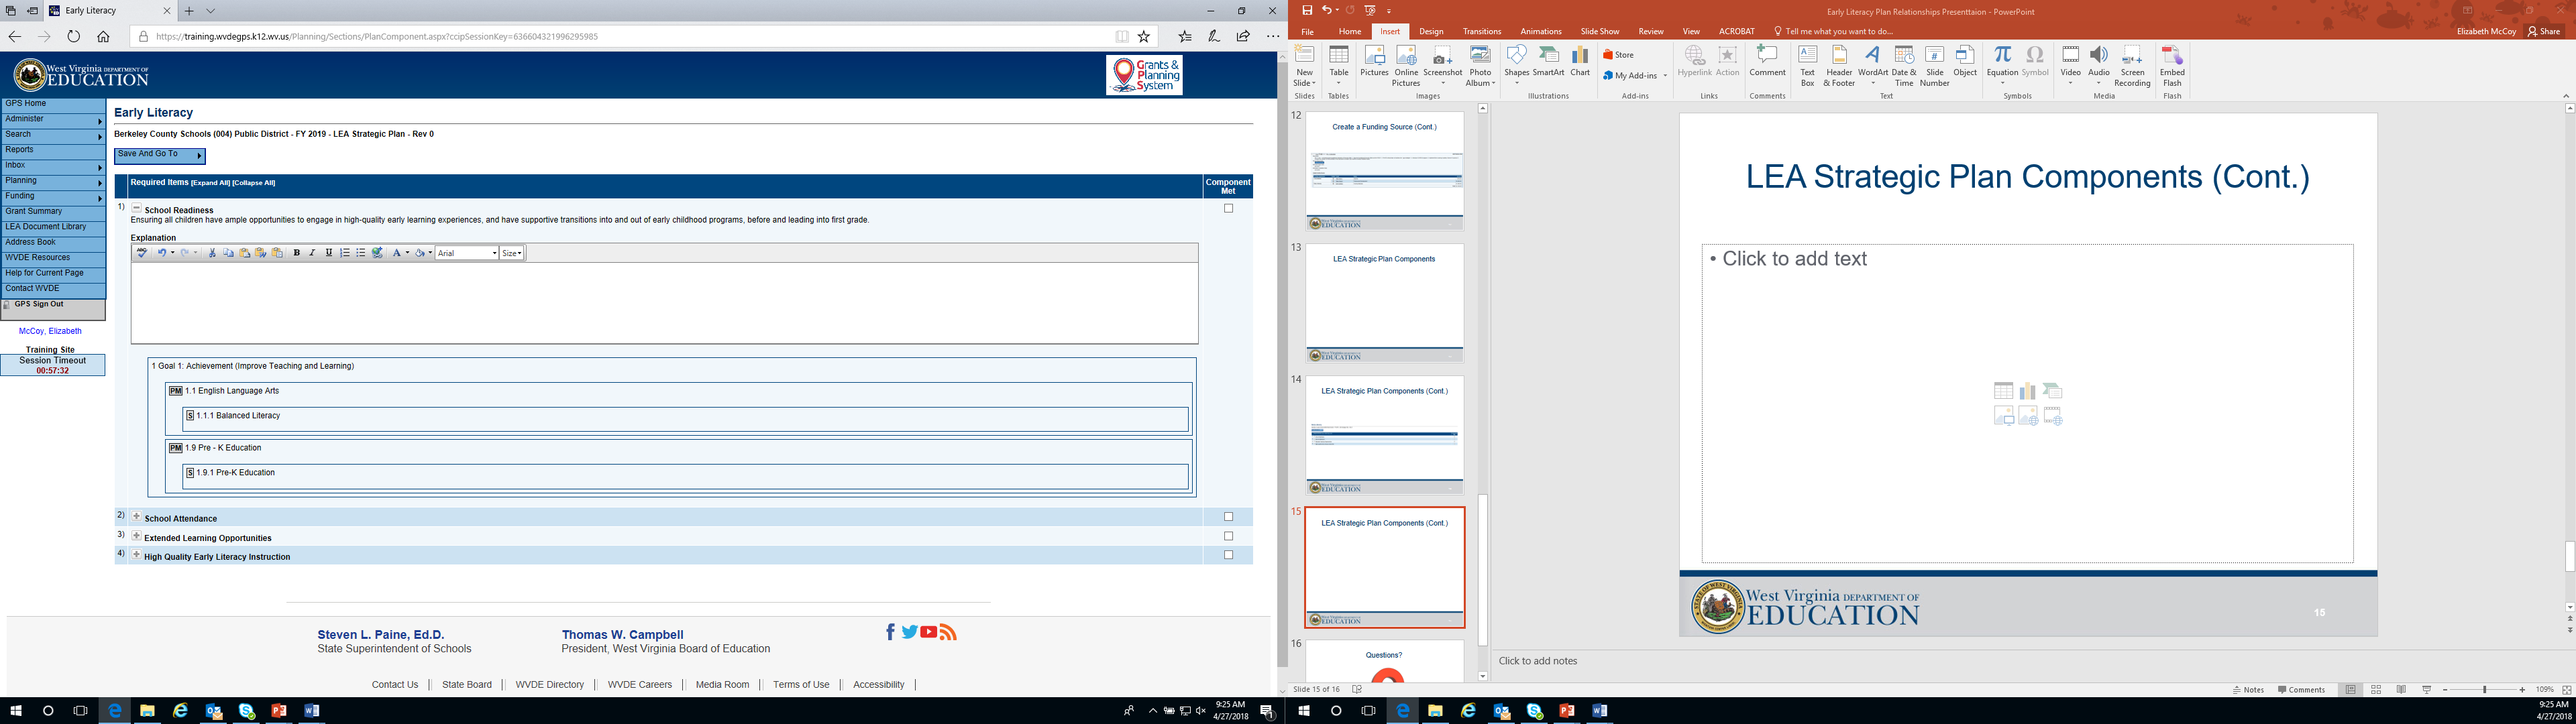 Early Literacy
https://training.wvdegps.k12.wv.us/Planning/Sections/PlanComponent.aspx?ccipSessionKey=636604321996295985
West Virginia DEPARTMENT OF
EDUCATION
Grants &
Planning
System
GPS Home
Administer
Search
Reports
Inbox
Planning
Funding
Grant Summary
LEA Document Library
Address Book
WVDE Resources
Help for Current Page
Contact WVDE
GPS Sign Out
McCoy, Elizabeth
Training Site
Session Timeout
00:57:32
Early Literacy
Berkeley County Schools (004) Public District - FY 2019 - LEA Strategic Plan - Rev 0
Save And Go To
Required Items [Expand All] [Collapse All]
Component
Met
1) School Readiness
Ensuring all children have ample opportunities to engage in high-quality early learning experiences, and have supportive transitions into and out of early childhood programs, before and leading into first grade.
Explanation
ABC B I U A Arial Size
1 Goal 1: Achievement (Improve Teaching and Learning)
PM 1.1 English Language Arts
S 1.1.1 Balanced Literacy
PM 1.9 Pre - K Education
S 1.9.1 Pre-K Education
2) School Attendance
3) Extended Learning Opportunities
4) High Quality Early Literacy Instruction
Steven L. Paine, Ed.D.
State Superintendent of Schools
Thomas W. Campbell
President, West Virginia Board of Education
Contact Us | State Board | WVDE Directory | WVDE Careers | Media Room | Terms of Use | Accessibility |
9:25 AM
4/27/2018
Early Literacy Plan Relationships Presenttaion - PowerPoint
File Home Insert Design Transitions Animations Slide Show Review View ACROBAT Tell me what you want to do...
Elizabeth McCoy Share
New
Slide
Table
Pictures
Online
Pictures
Screenshot
Photo
Album
Shapes
SmartArt
Chart
Store
My Add-ins
Hyperlink
Action
Comment
Text
Box
Header
& Footer
WordArt
Date &
Time
Slide
Number
Object
Equation
Symbol
Video
Audio
Screen
Recording
Embed
Flash
Slides
Tables
Images
Illustrations
Add-ins
Links
Comments
Text
Symbols
Media
Flash
12
Create a Funding Source (Cont.)
EDUCATION
13
LEA Strategic Plan Components
EDUCATION
14
LEA Strategic Plan Components (Cont.)
EDUCATION
15
LEA Strategic Plan Components (Cont.)
EDUCATION
16
Questions?
LEA Strategic Plan Components (Cont.)
• Click to add text
West Virginia DEPARTMENT OF
EDUCATION
15
Click to add notes
Slide 15 of 16
Notes Comments
109%
9:25 AM
4/27/2018